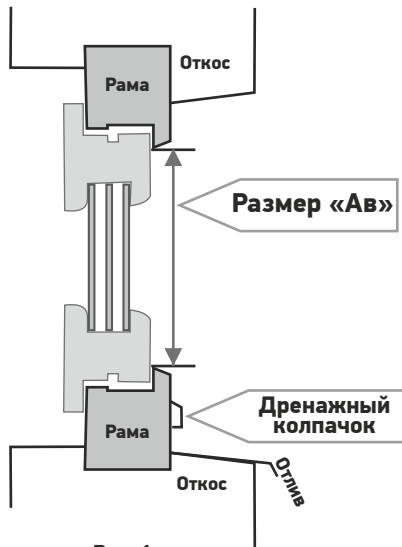 Откос
Рама
Размер «Ав»
Дренажный
колпачок
Рама
Отлив
Откос